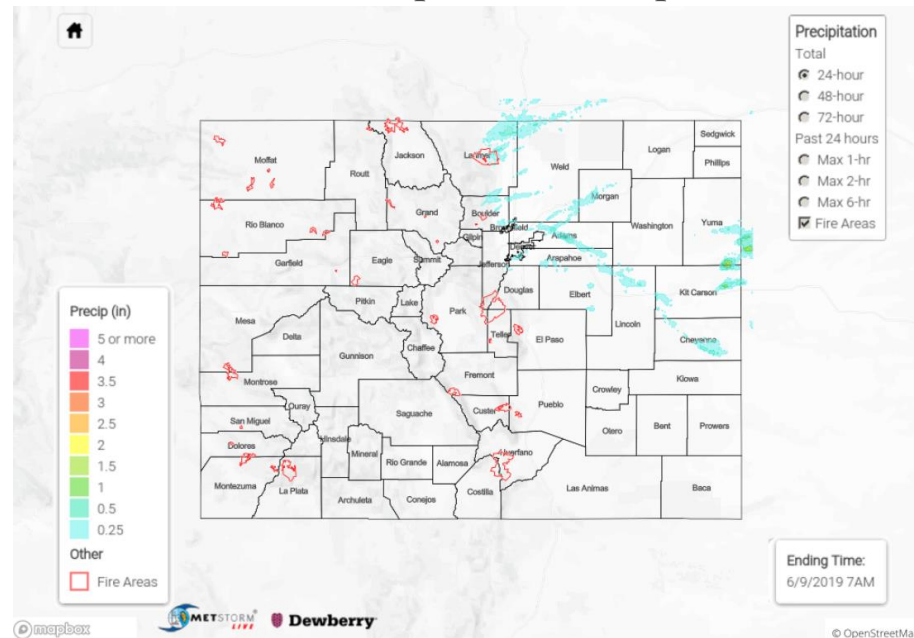 Precipitation
Total
24-hour
48-hour
72-hour
Past 24 hours
Max 1-hr
Max 2-hr
Max 6-hr
Fire Areas
Sedgwick
Logan
Phillips
Moffat
Jackson
Larimer
Weld
Routt
Morgan
Grand
Boulder
Washington
Yuma
Rio Blanco
Broomfield
Gilpin
Adams
Denver
Garfield
Eagle
Summit
Jefferson
Arapahoe
Douglas
Elbert
Kit Carson
Pitkin
Lake
Park
Lincoln
Mesa
Delta
Teller
El Paso
Cheyenne
Gunnison
Chaffee
Montrose
Fremont
Kiowa
Crowley
Ouray
Saguache
Custer
Pueblo
San Miguel
Otero
Bent
Prowers
Dolores
Hinsdale
Mineral
Rio Grande
Alamosa
Huerfano
Montezuma
La Plata
Archuleta
Conejos
Costilla
Las Animas
Baca
Precip (in)
5 or more
4
3.5
3
2.5
2
1.5
1
0.5
0.25
Other
Fire Areas
Ending Time:
6/9/2019 7AM
METSTORM LIVE
Dewberry
mapbox
© OpenStreetMa